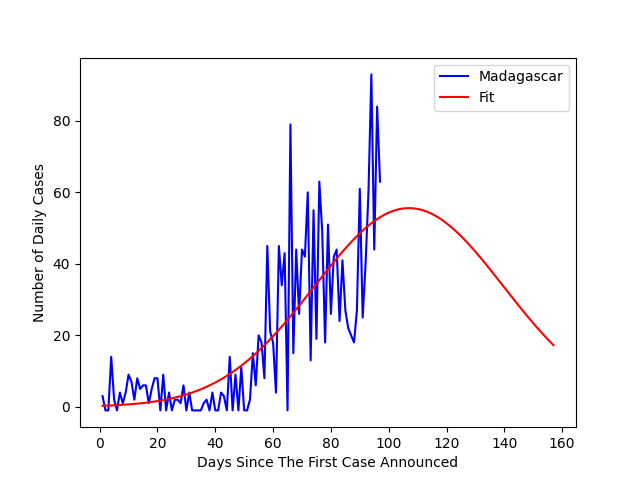 Madagascar
Fit
Number of Daily Cases
80
60
40
20
0
0 20 40 60 80 100 120 140 160
Days Since The First Case Announced